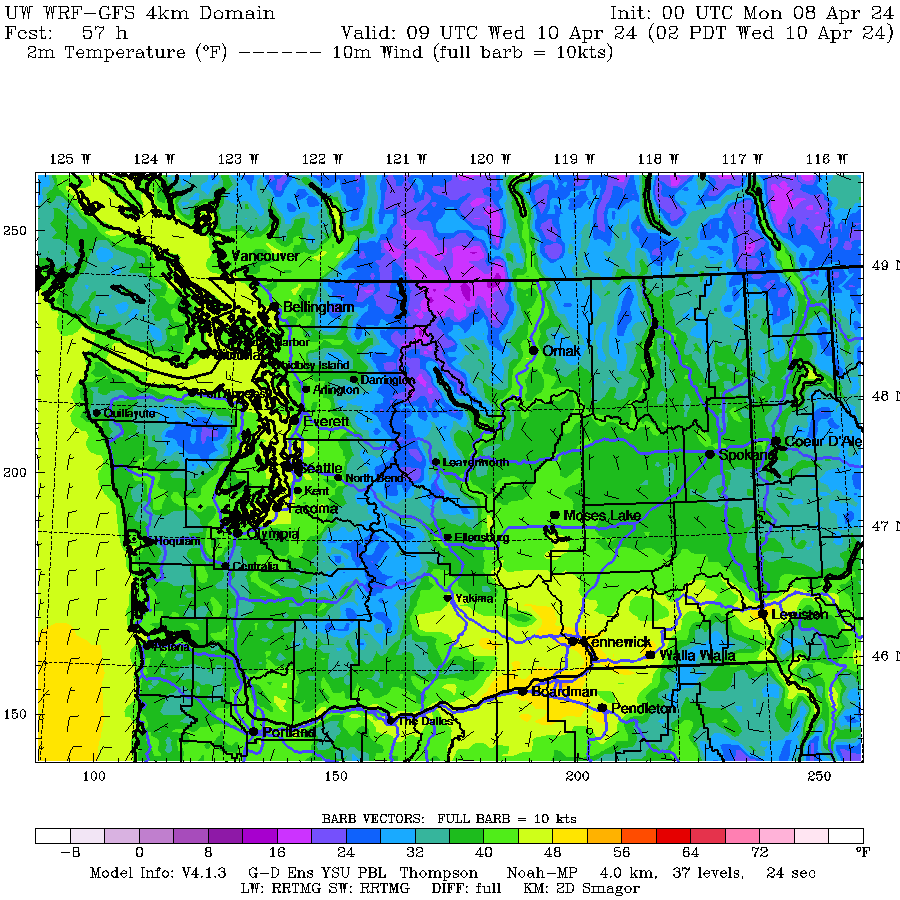 UW WRF-GFS 4km Domain Init: 00 UTC Mon 08 Apr 24
Fcst: 57 h Valid: 09 UTC Wed 10 Apr 24 (02 PDT Wed 10 Apr 24)
2m Temperature (°F) ------ 10m Wind (full barb = 10kts)
125 W 124 W 123 W 122 W 121 W 120 W 119 W 118 W 117 W 116 W
250
Vancouver
49 N
Bellingham
Harbor
Omak
Whidbey Island
Darrington
Arlington
Port Angeles
48 N
Quillayute
Everett
Coeur D'Ale
Spokane
Leavenworth
200
Seattle
North Bend
Kent
Tacoma
Moses Lake
47 N
Olympia
Hoquiam
Ellensburg
Centralia
Yakima
Lewiston
Kennewick
Astoria
Walla Walla
46 N
Boardman
Pendleton
150
The Dalles
Portland
100 150 200 250
BARB VECTORS: FULL BARB = 10 kts
-8 0 8 16 24 32 40 48 56 64 72 °F
Model Info: V4.1.3 G-D Ens YSU PBL Thompson Noah-MP 4.0 km, 37 levels, 24 sec
LW: RRTMG SW: RRTMG DIFF: full KM: 2D Smagor